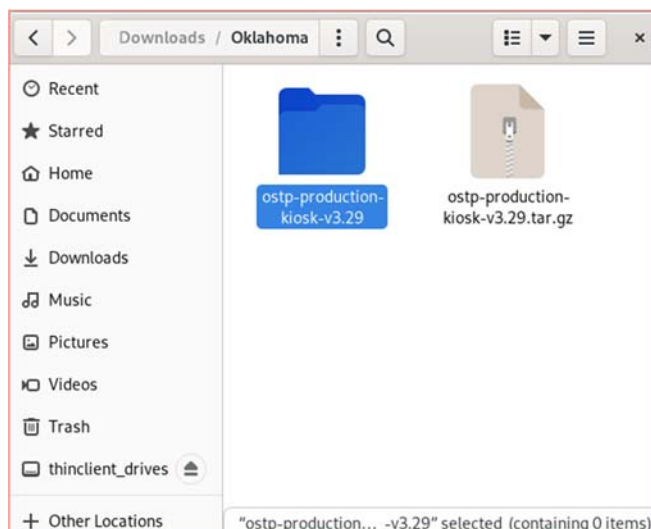 Downloads / Oklahoma
Recent
Starred
Home
Documents
Downloads
Music
Pictures
Videos
Trash
thinclient_drives
Other Locations
ostp-production-
kiosk-v3.29
ostp-production-
kiosk-v3.29.tar.gz
"ostp-production… -v3.29" selected (containing 0 items)